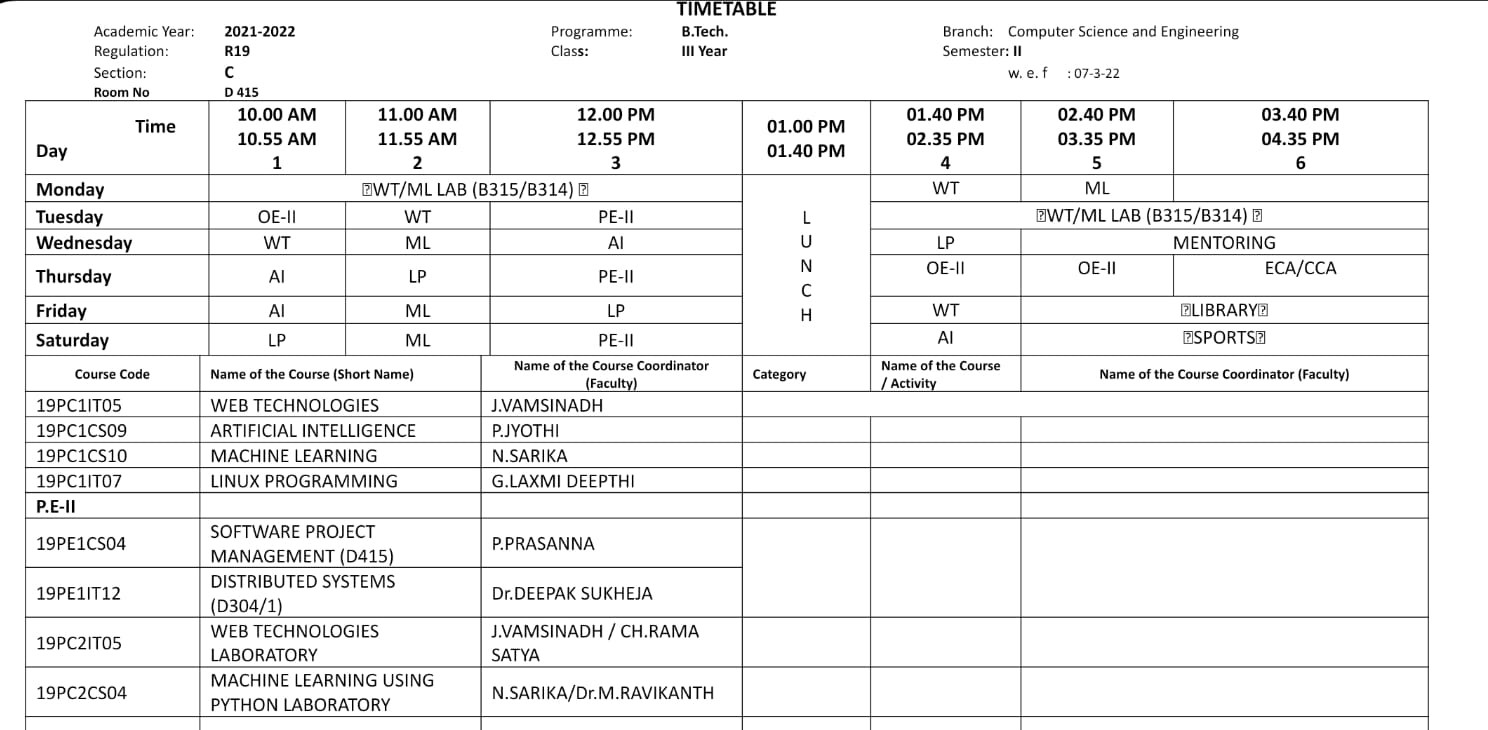 TIMETABLE
Academic Year: 2021-2022 Programme: B.Tech. Branch: Computer Science and Engineering
Regulation: R19 Class: III Year Semester: II
Section: C w. e. f : 07-3-22
Room No D 415
Time 10.00 AM 11.00 AM 12.00 PM 01.00 PM 01.40 PM 02.40 PM 03.40 PM
Day 10.55 AM 11.55 AM 12.55 PM 01.40 PM 02.35 PM 03.35 PM 04.35 PM
1 2 3 4 5 6
Monday WT/ML LAB (B315/B314) WT ML
Tuesday OE-II WT PE-II L WT/ML LAB (B315/B314)
Wednesday WT ML AI U LP MENTORING
Thursday AI LP PE-II N OE-II OE-II ECA/CCA
C
Friday AI ML LP H WT LIBRARY
Saturday LP ML PE-II AI SPORTS
Course Code Name of the Course (Short Name) Name of the Course Coordinator (Faculty) Category Name of the Course / Activity Name of the Course Coordinator (Faculty)
19PC1IT05 WEB TECHNOLOGIES J.VAMSINADH
19PC1CS09 ARTIFICIAL INTELLIGENCE P.JYOTHI
19PC1CS10 MACHINE LEARNING N.SARIKA
19PC1IT07 LINUX PROGRAMMING G.LAXMI DEEPTHI
P.E-II
19PE1CS04 SOFTWARE PROJECT MANAGEMENT (D415) P.PRASANNA
19PE1IT12 DISTRIBUTED SYSTEMS (D304/1) Dr.DEEPAK SUKHEJA
19PC2IT05 WEB TECHNOLOGIES LABORATORY J.VAMSINADH / CH.RAMA SATYA
19PC2CS04 MACHINE LEARNING USING PYTHON LABORATORY N.SARIKA/Dr.M.RAVIKANTH